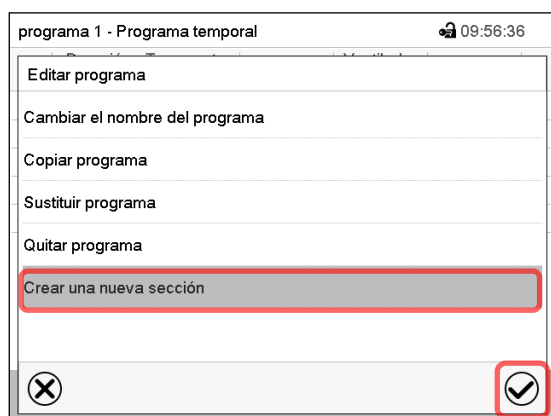 programa 1 - Programa temporal 09:56:36
Editar programa
Cambiar el nombre del programa
Copiar programa
Sustituir programa
Quitar programa
Crear una nueva sección